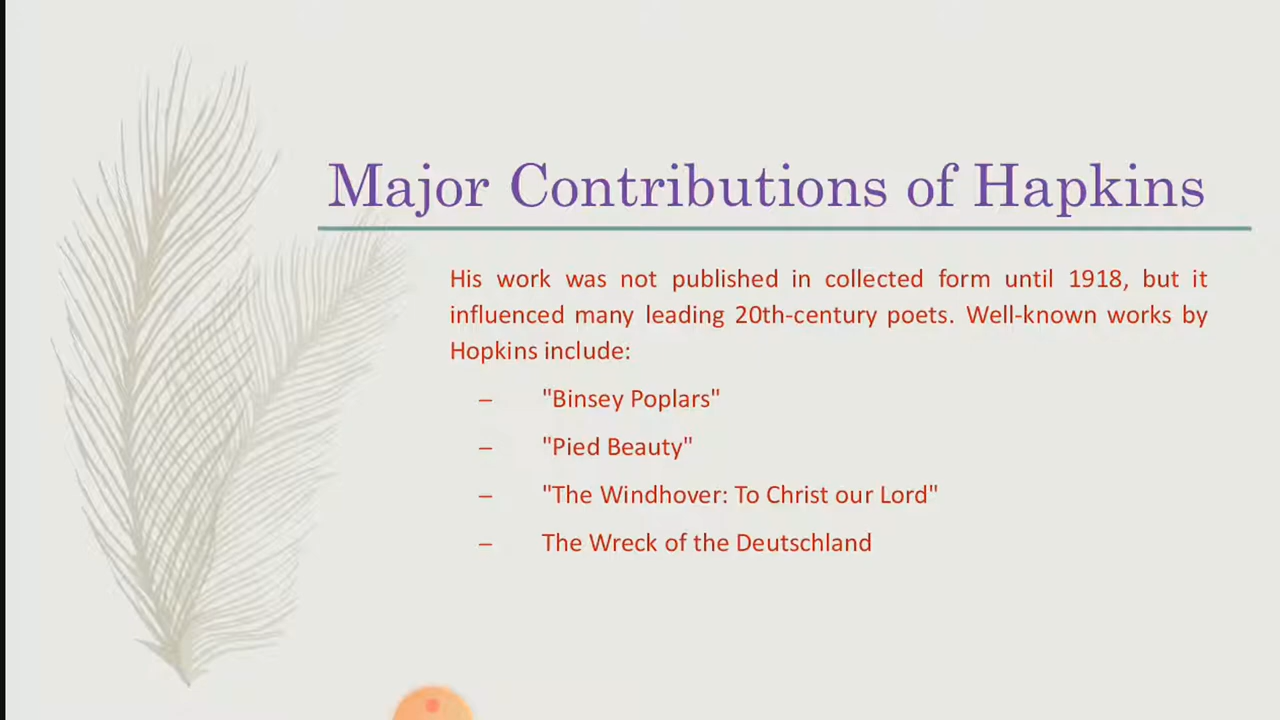 Major Contributions of Hapkins
His work was not published in collected form until 1918, but it
influenced many leading 20th-century poets. Well-known works by
Hopkins include:
– "Binsey Poplars"
– "Pied Beauty"
– "The Windhover: To Christ our Lord"
– The Wreck of the Deutschland